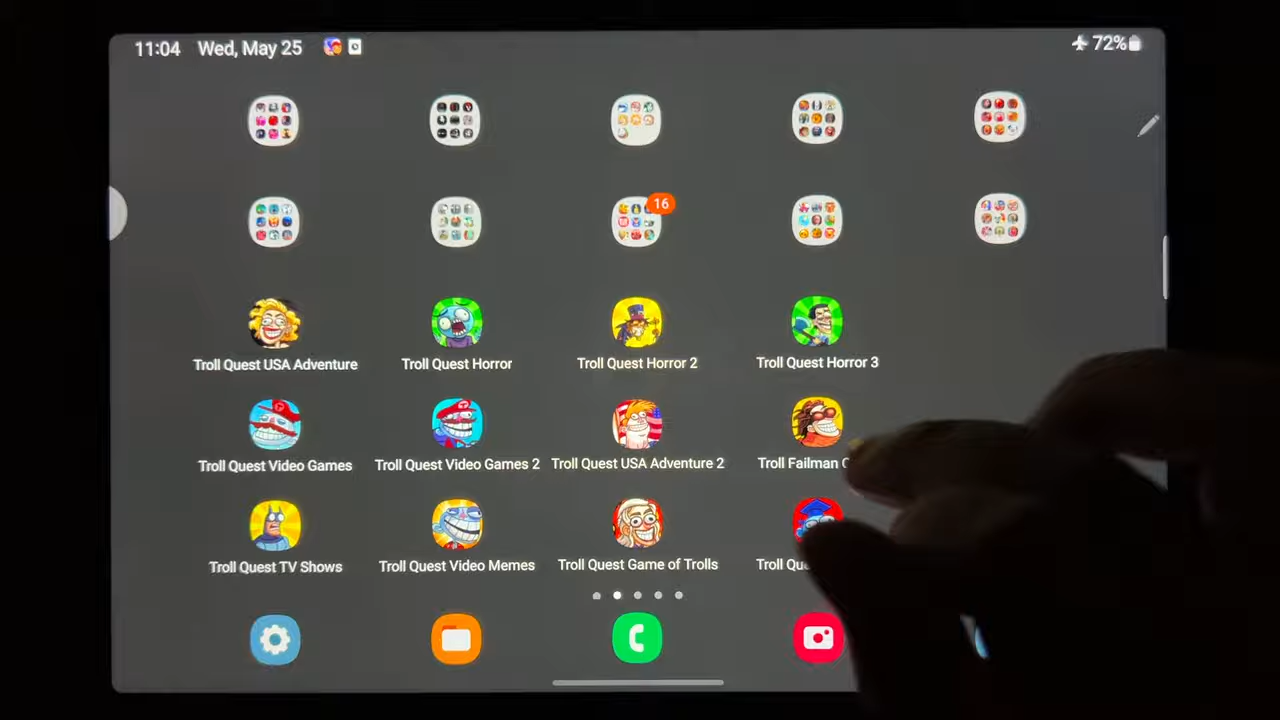 11:04 Wed, May 25 72%
16
Troll Quest USA Adventure Troll Quest Horror Troll Quest Horror 2 Troll Quest Horror 3
Troll Quest Video Games Troll Quest Video Games 2 Troll Quest USA Adventure 2 Troll Failman
Troll Quest TV Shows Troll Quest Video Memes Troll Quest Game of Trolls Troll